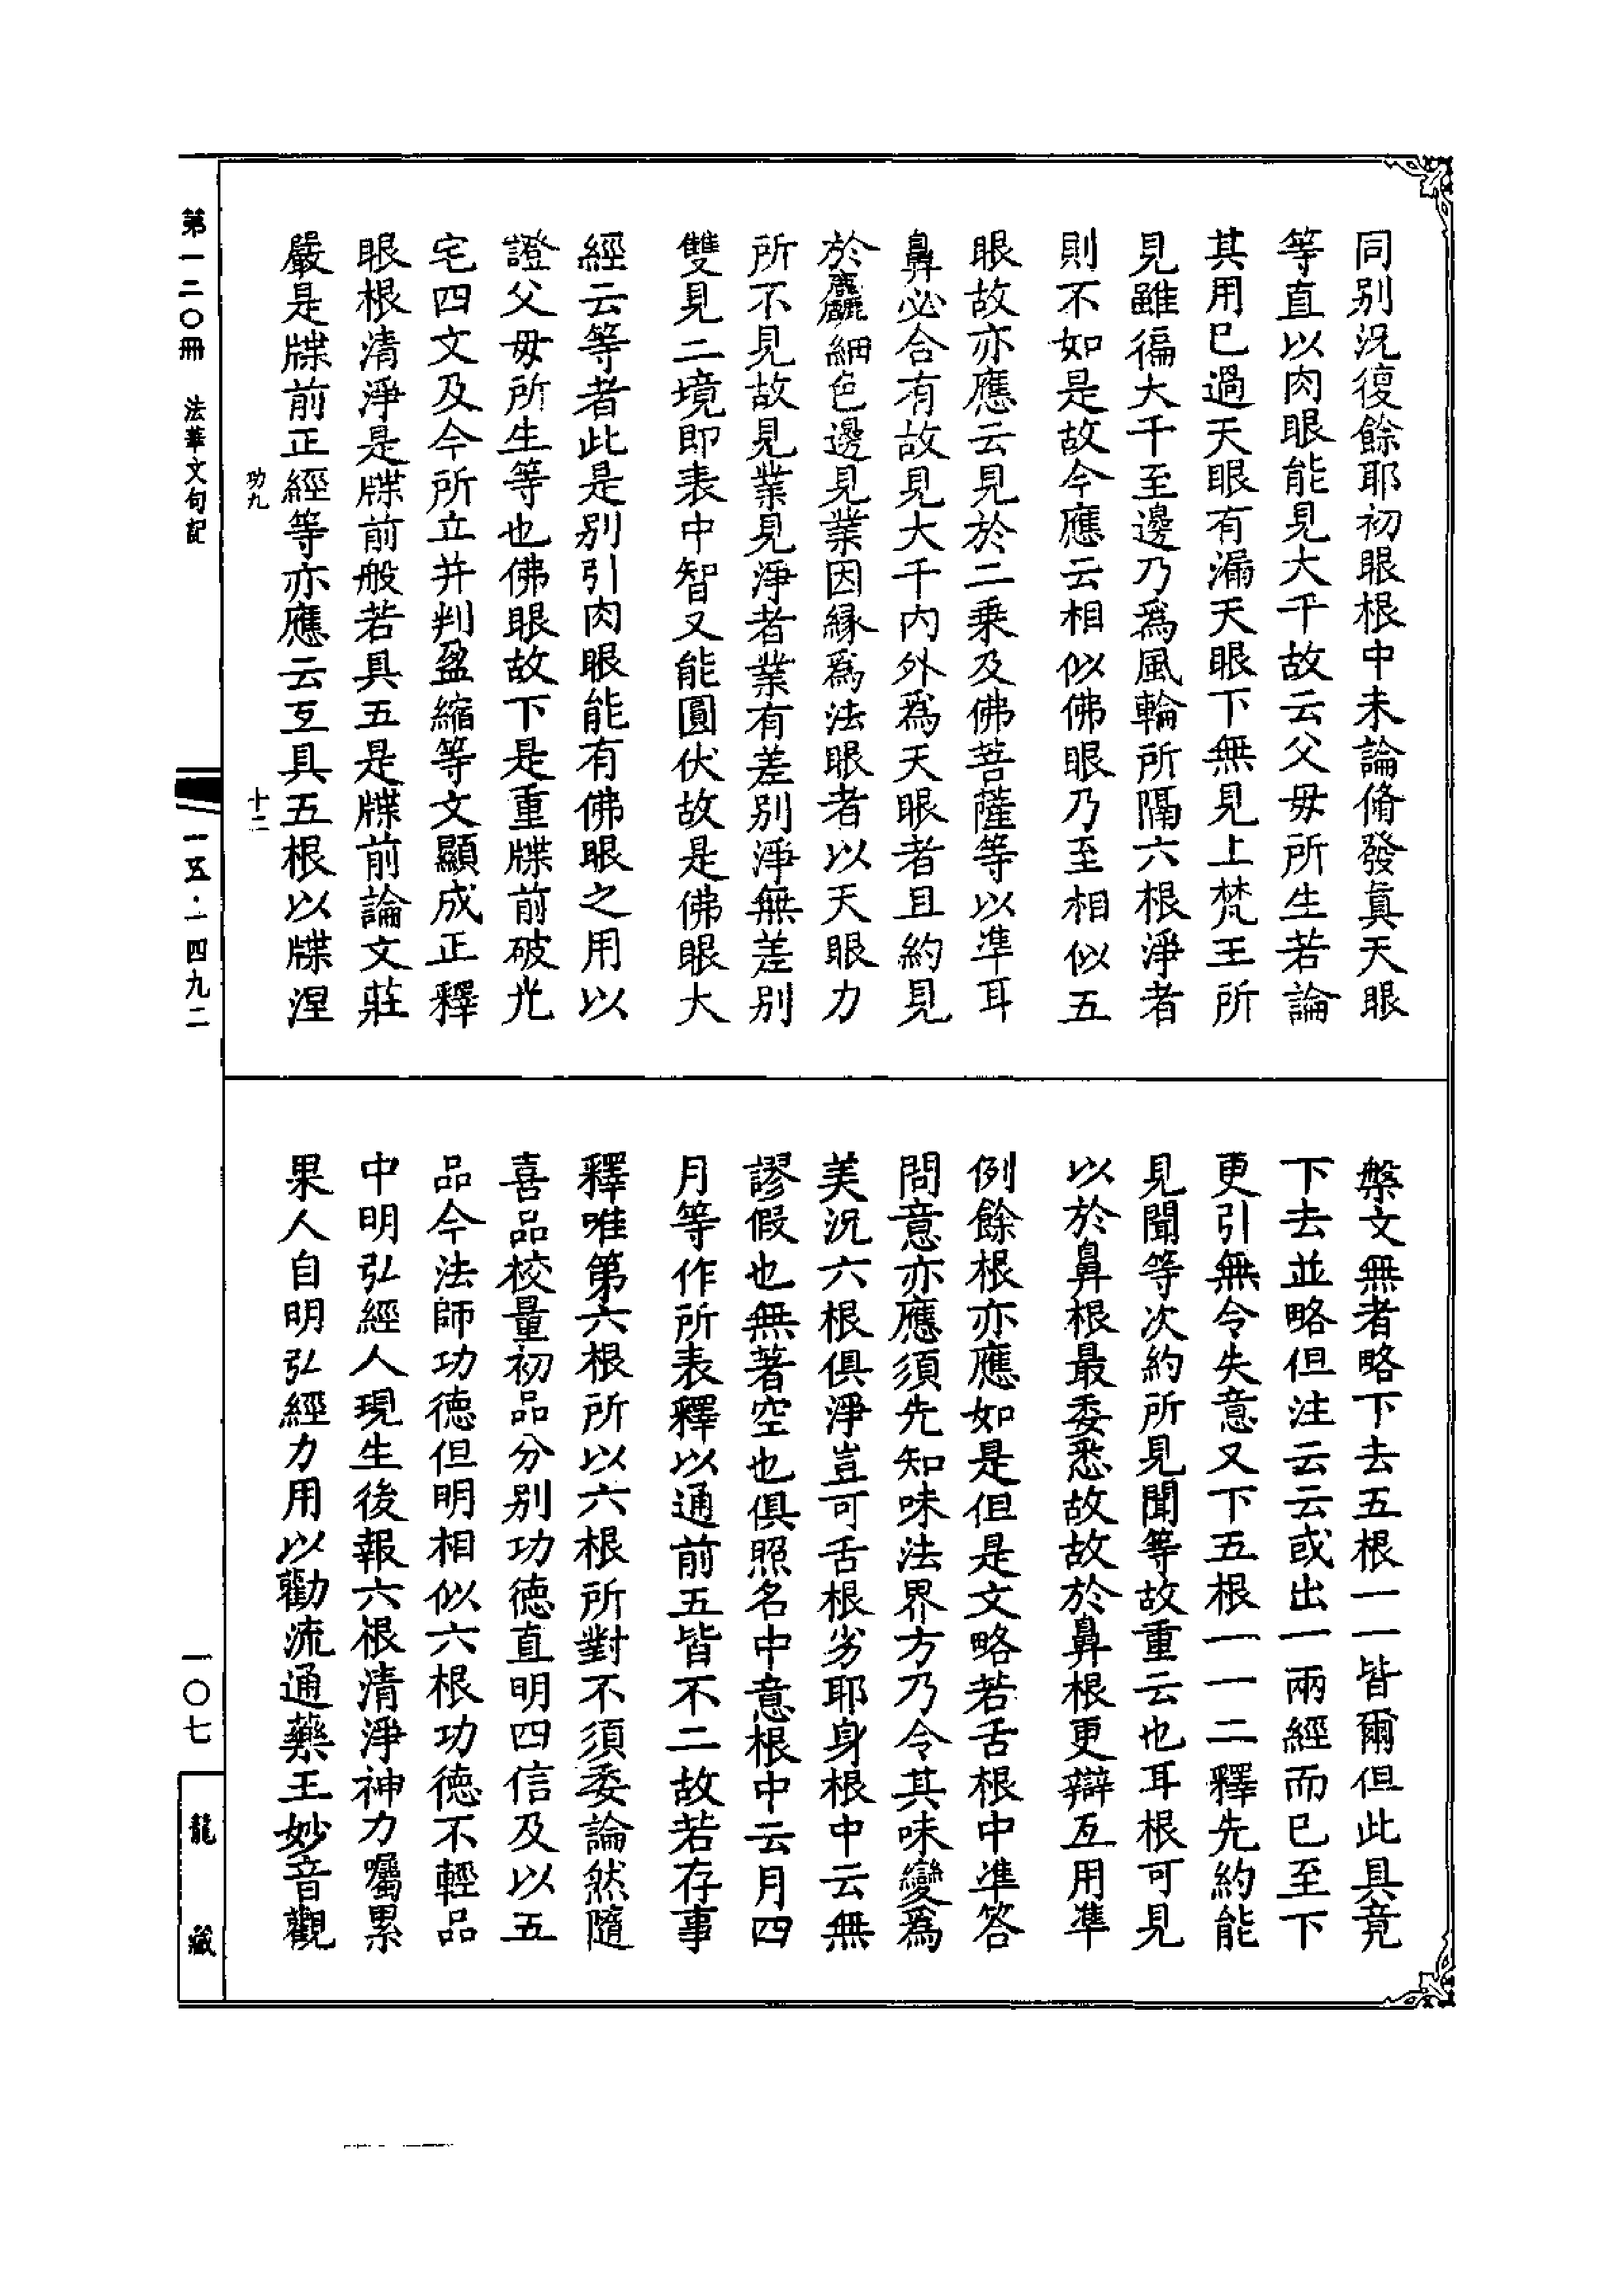 同別況復餘耶初眼根中未論脩發真天眼
等直以肉眼能見大千故云父毋所生若論
其用巳過天眼有漏天眼下無見上梵王所
見雖徧大千至邊乃爲風輪所隔六根淨者
則不如是故今應云相似佛眼乃至相似五
眼故亦應云見於二乗及佛菩薩等以準耳
鼻必合有故見大千内外爲天眼者且約見
於麤細色邊見業因縁爲法眼者以天眼力
所不見故見業見淨者業有差別淨無差別
雙見二境即表中智又能圓伏故是佛眼大
經云等者此是別引肉眼能有佛眼之用以
證父毋所生等也佛眼故下是重牒前破光
宅四文及今所立并判盈縮等文顯成正釋
眼根清淨是牒前般若具五是牒前論文莊
嚴是牒前正經等亦應云互具五根以牒涅
槃文無者略下去五根一一皆爾但此具竟
下去並略但注云云或出一兩經而巳至下
更引無令失意又下五根一一二釋先約能
見聞等次約所見聞等故重云也耳根可見
以於鼻根最委悉故故於鼻根更辯互用準
例餘根亦應如是但是文略若舌根中準答
問意亦應須先知味法界方乃令其味變爲
美況六根俱淨豈可舌根劣耶身根中云無
謬假也無著空也俱照名中意根中云月四
月等作所表釋以通前五皆不二故若存事
釋唯第六根所以六根所對不須委論然隨
喜品校量初品分別功徳直明四信及以五
品今法師功徳但明相似六根功徳不輕品
中明弘經人現生後報六根清淨神力囑累
果人自明弘經力用以勸流通藥王妙音觀
功九
十二
第一二〇冊 法華文句記
一五·一四九二
一〇七
龍藏